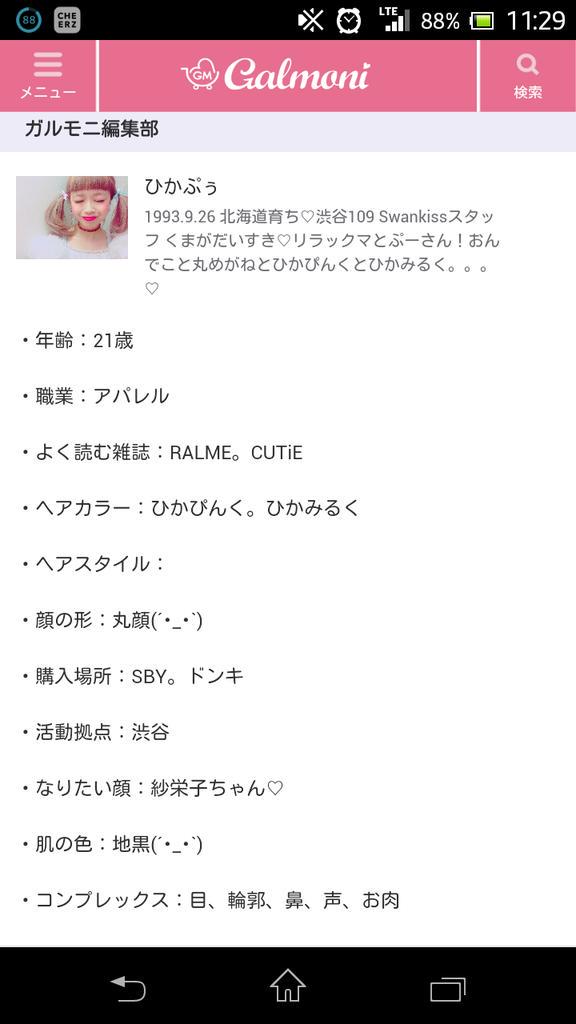 88
CHE
ERZ
LTE
88%
11:29
メニュー
GM
Galmoni
検索
ガルモニ編集部
ひかぷぅ
1993.9.26 北海道育ち♡渋谷109 Swankissスタッ
フ くまがだいすき♡リラックマとぷーさん！おん
でこと丸めがねとひかぴんくとひかみるく。。。
♡
・年齢：21歳
・職業：アパレル
・よく読む雑誌：RALME。CUTiE
・ヘアカラー：ひかぴんく。ひかみるく
・ヘアスタイル：
・顔の形：丸顔(´･_･`)
・購入場所：SBY。ドンキ
・活動拠点：渋谷
・なりたい顔：紗栄子ちゃん♡
・肌の色：地黒(´･_･`)
・コンプレックス：目、輪郭、鼻、声、お肉